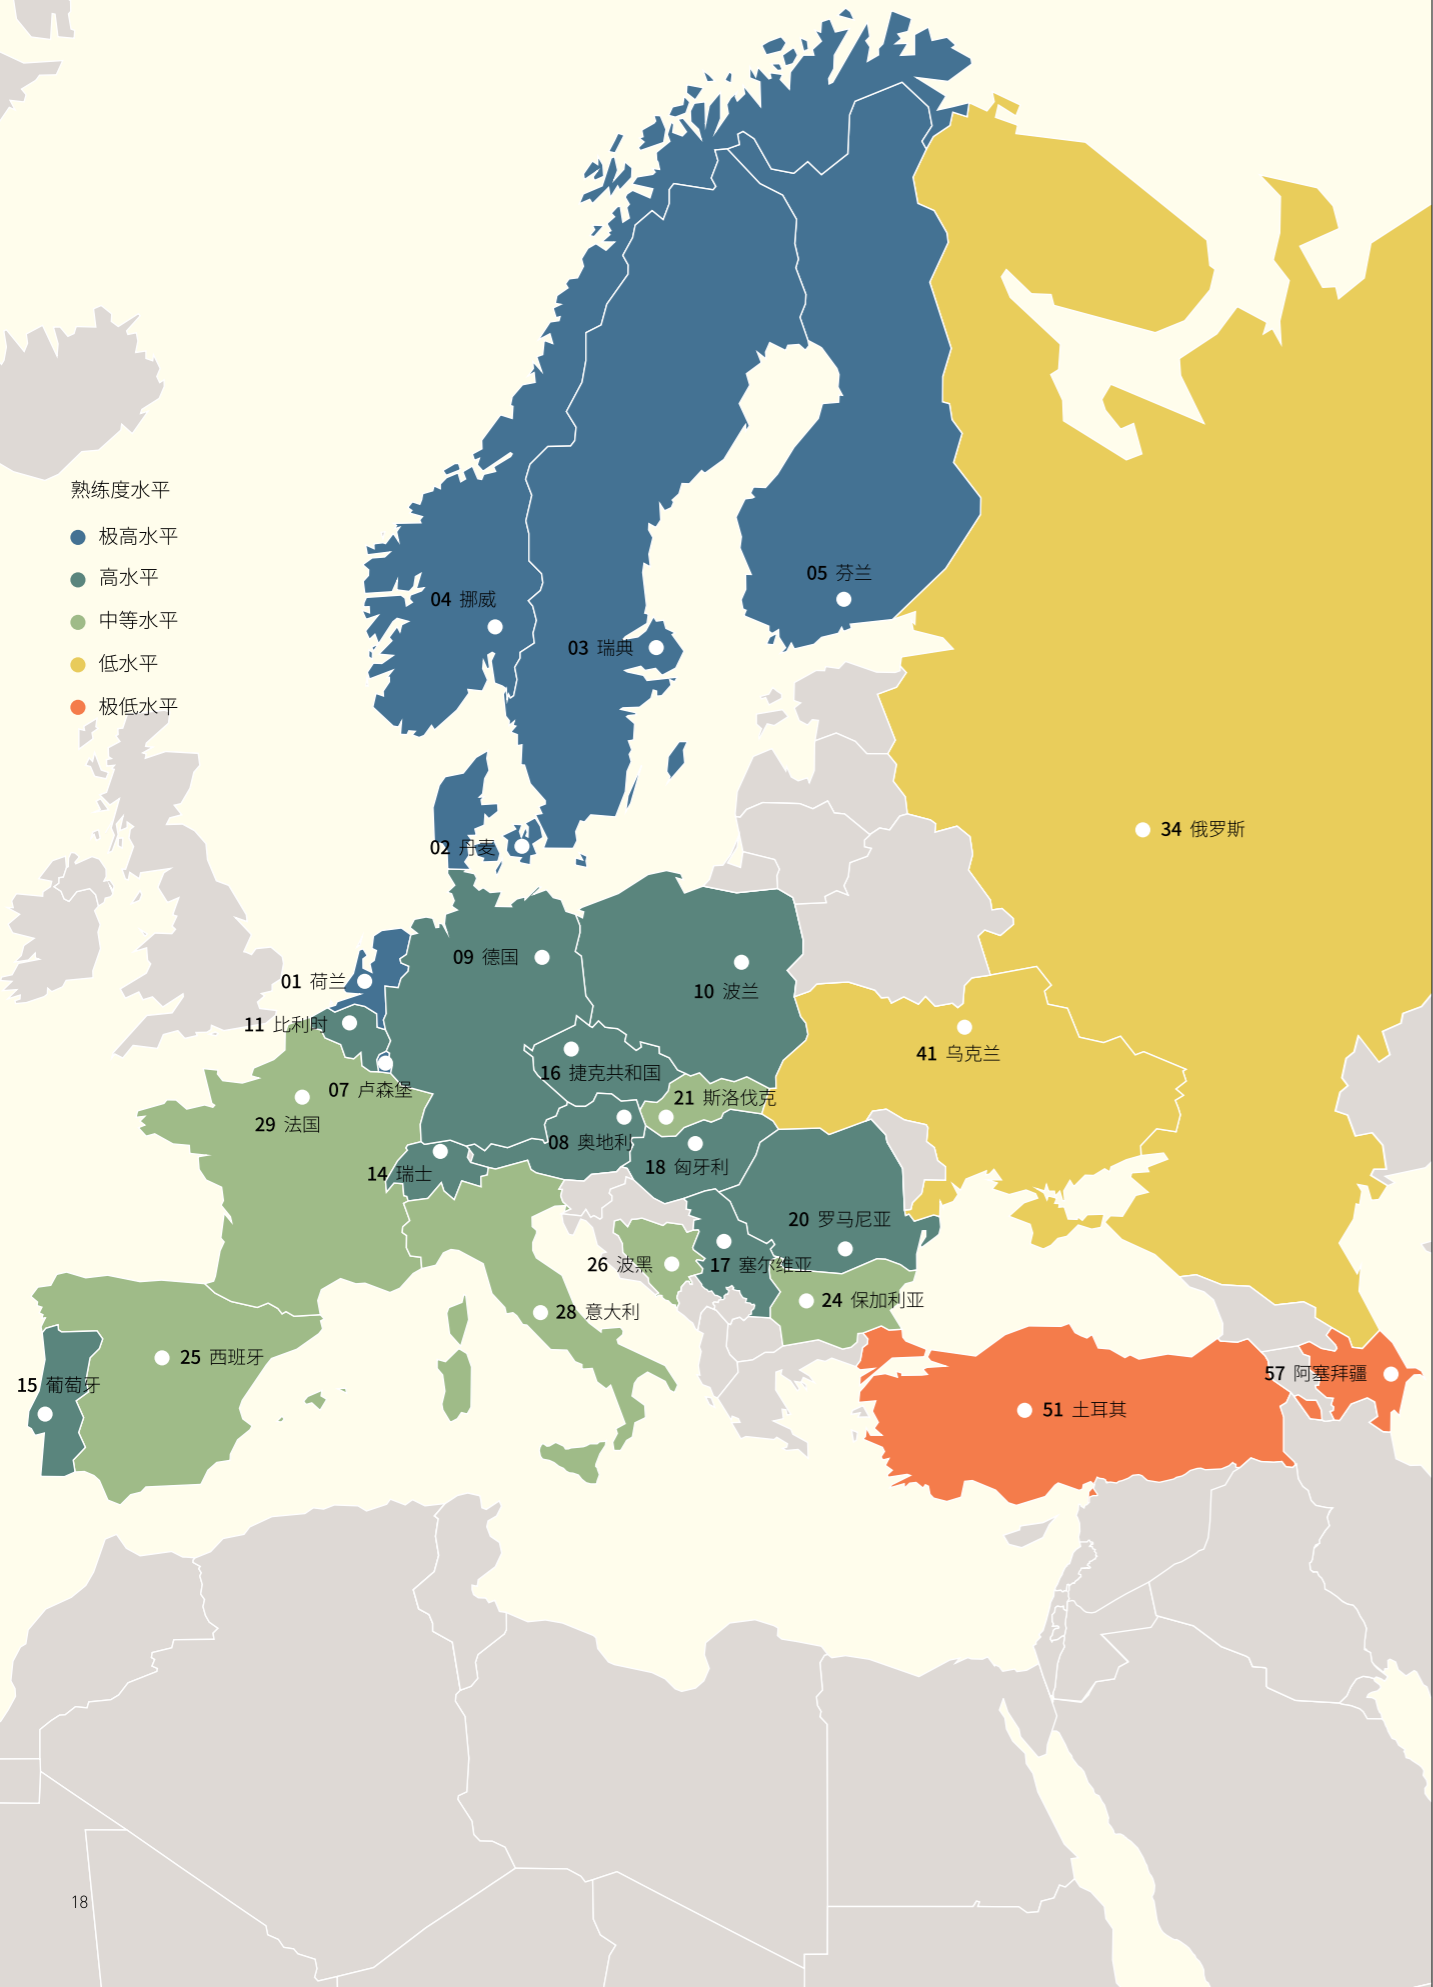 熟练度水平
极高水平
高水平
中等水平
低水平
极低水平
05 芬兰
04 挪威
03 瑞典
34 俄罗斯
02 丹麦
09 德国
01 荷兰
10 波兰
11 比利时
41 乌克兰
16 捷克共和国
07 卢森堡
21 斯洛伐克
29 法国
08 奥地利
14 瑞士
18 匈牙利
20 罗马尼亚
26 波黑
17 塞尔维亚
24 保加利亚
28 意大利
25 西班牙
57 阿塞拜疆
15 葡萄牙
51 土耳其
18